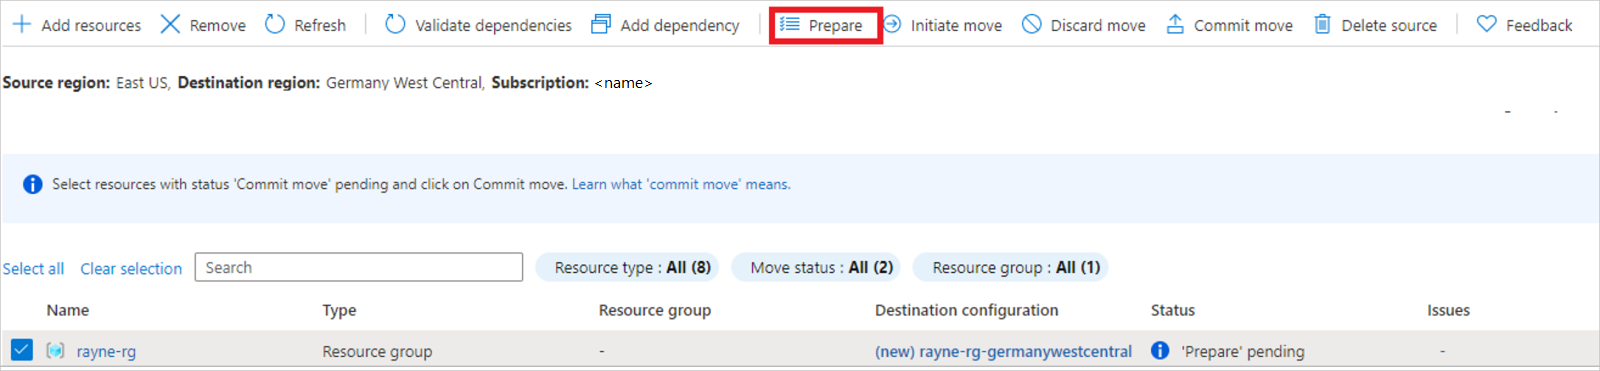 Add resources Remove Refresh Validate dependencies Add dependency Prepare Initiate move Discard move Commit move Delete source Feedback
Source region: East US, Destination region: Germany West Central, Subscription: <name>
Select resources with status 'Commit move' pending and click on Commit move. Learn what 'commit move' means.
Select all Clear selection Search Resource type : All (8) Move status : All (2) Resource group : All (1)
Name Type Resource group Destination configuration Status Issues
rayne-rg Resource group - (new) rayne-rg-germanywestcentral 'Prepare' pending -